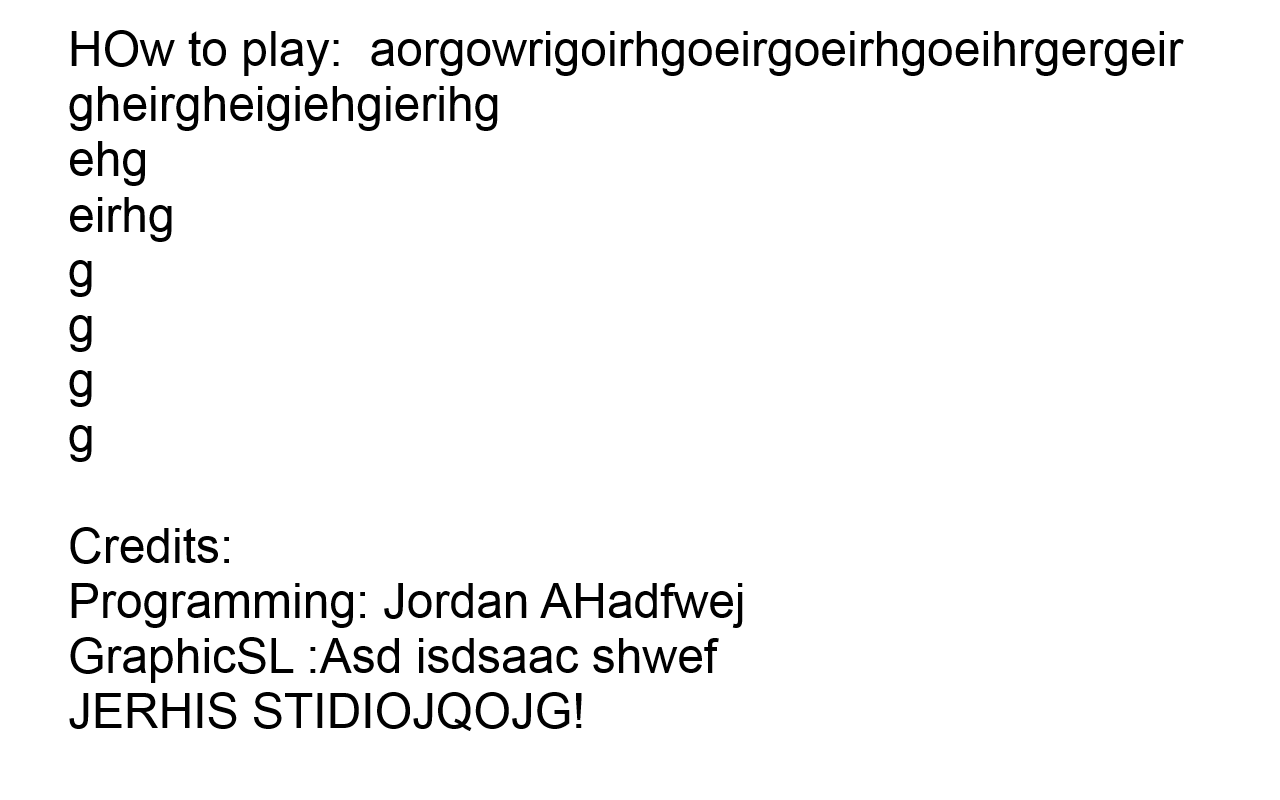 HOw to play:  aorgowrigoirhgoeirgoeirhgoeihrgergeir
gheirgheigiehgierihg
ehg
eirhg
g
g
g
g
Credits:
Programming: Jordan AHadfwej
GraphicSL :Asd isdsaac shwef
JERHIS STIDIOJQOJG!